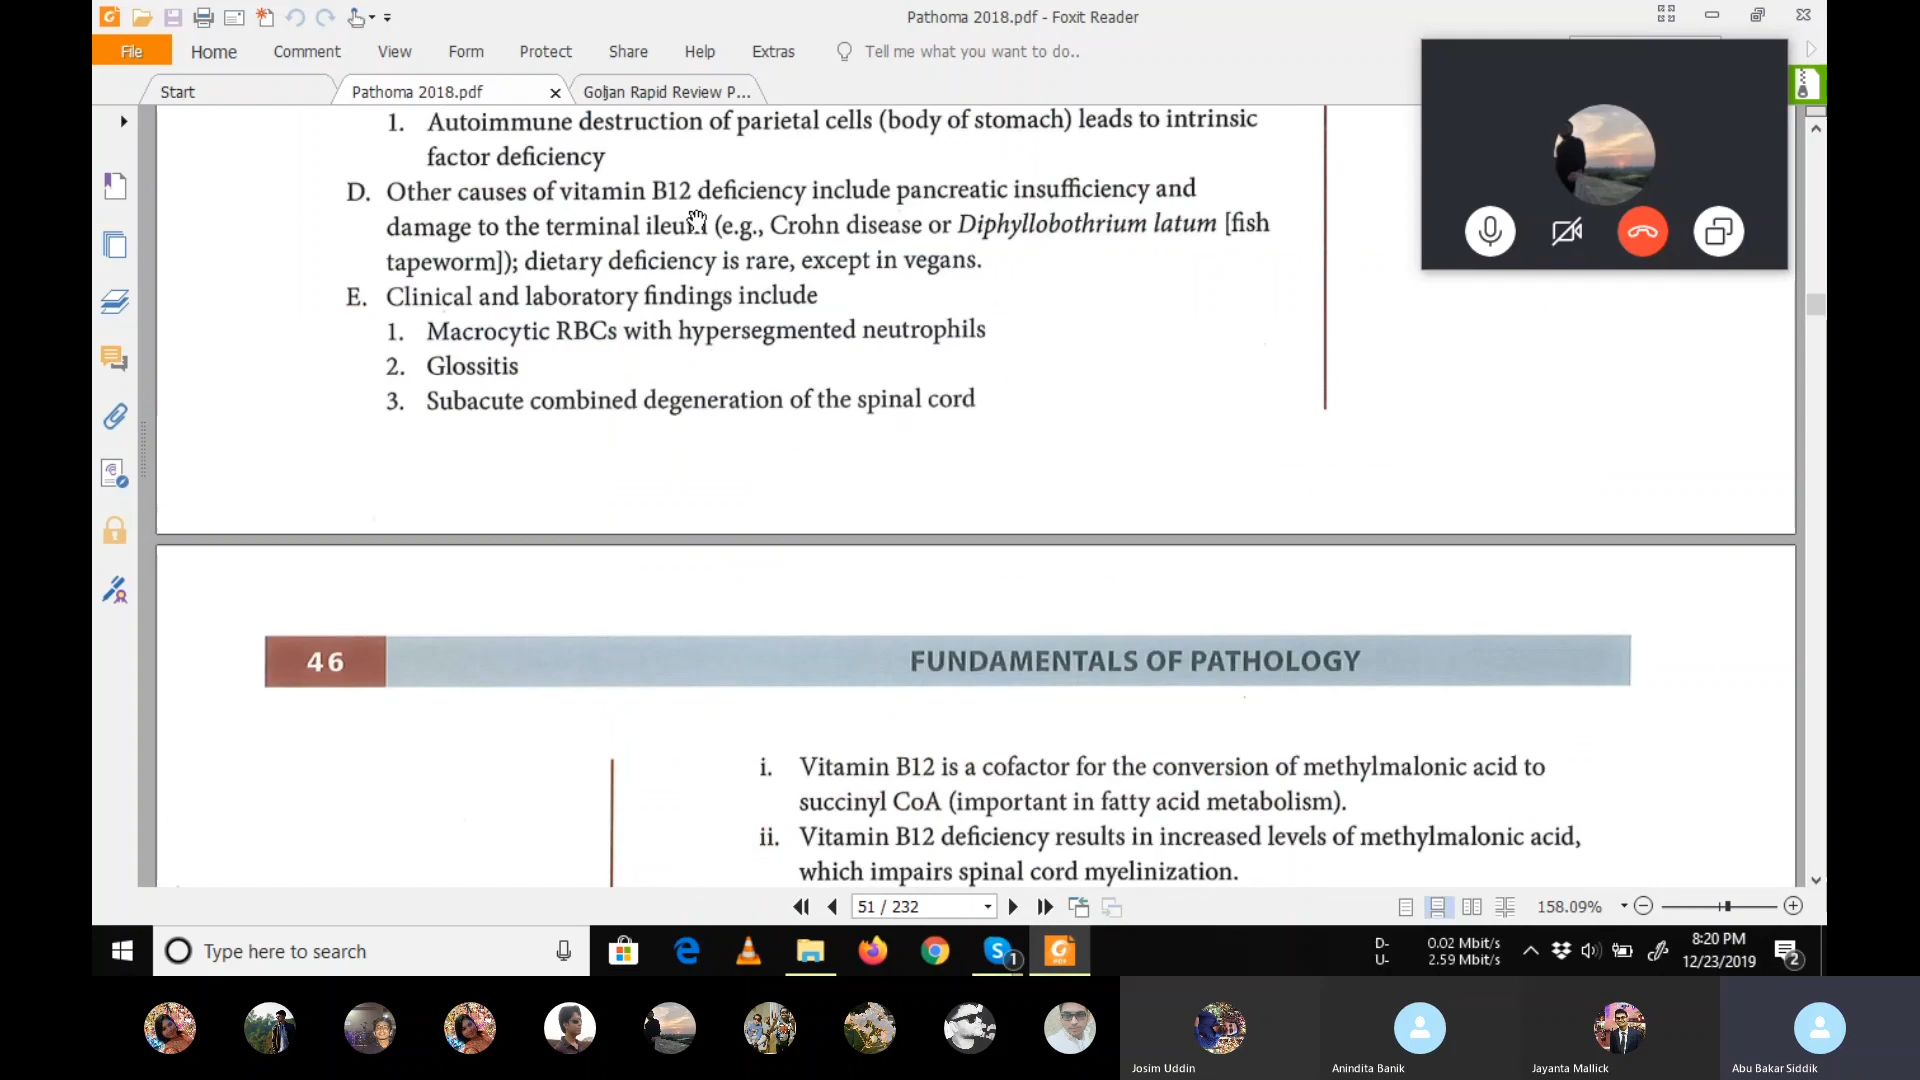 Pathoma 2018.pdf - Foxit Reader
File Home Comment View Form Protect Share Help Extras Tell me what you want to do..
Start Pathoma 2018.pdf Goljan Rapid Review P...
1. Autoimmune destruction of parietal cells (body of stomach) leads to intrinsic
factor deficiency
D. Other causes of vitamin B12 deficiency include pancreatic insufficiency and
damage to the terminal ileum (e.g., Crohn disease or Diphyllobothrium latum [fish
tapeworm]); dietary deficiency is rare, except in vegans.
E. Clinical and laboratory findings include
1. Macrocytic RBCs with hypersegmented neutrophils
2. Glossitis
3. Subacute combined degeneration of the spinal cord
46 FUNDAMENTALS OF PATHOLOGY
i. Vitamin B12 is a cofactor for the conversion of methylmalonic acid to
succinyl CoA (important in fatty acid metabolism).
ii. Vitamin B12 deficiency results in increased levels of methylmalonic acid,
which impairs spinal cord myelinization.
51 / 232 158.09%
Type here to search
1
D- 0.02 Mbit/s
U- 2.59 Mbit/s
8:20 PM
12/23/2019
2
Josim Uddin Anindita Banik Jayanta Mallick Abu Bakar Siddik